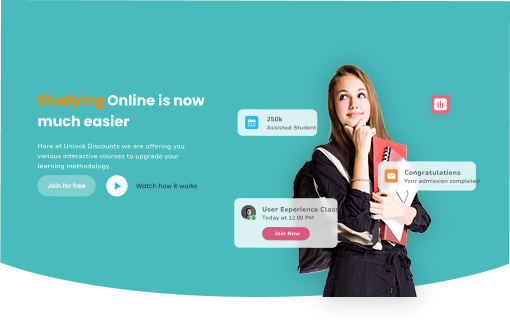 Studying Online is now
much easier
Here at Unlock Discounts we are offering you
various interactive courses to upgrade your
learning methodology.
Join for free
Watch how it works
250k
Assisted Student
Congratulations
Your admission completed
User Experience Class
Today at 12.00 PM
Join Now